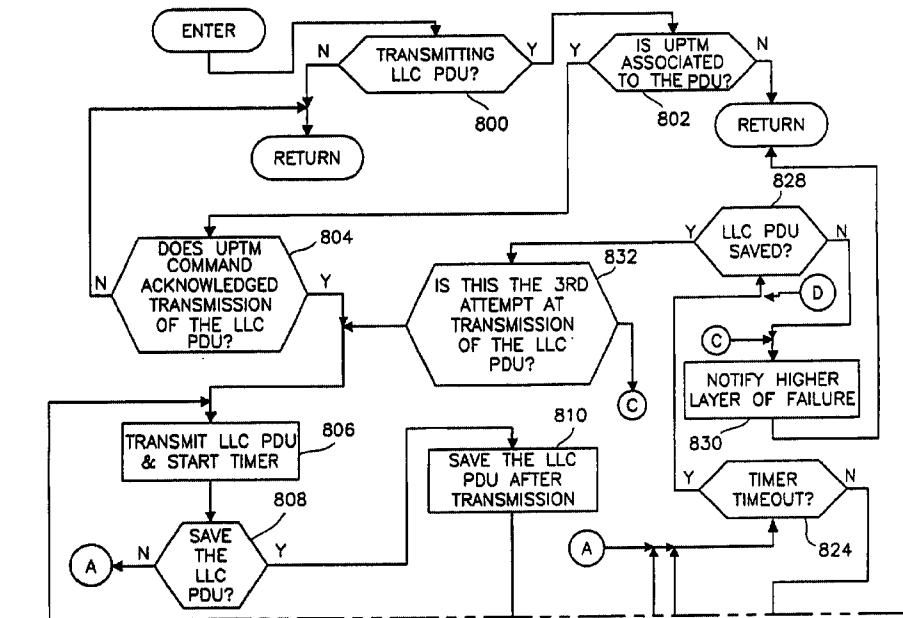 ENTER
N
TRANSMITTING
LLC PDU?
Y
800
Y
IS UPTM
ASSOCIATED
TO THE PDU?
N
802
RETURN
RETURN
828
Y
LLC PDU
SAVED?
N
804
N
DOES UPTM
COMMAND
ACKNOWLEDGED
TRANSMISSION
OF THE LLC
PDU?
Y
832
IS THIS THE 3RD
ATTEMPT AT
TRANSMISSION
OF THE LLC
PDU?
D
C
C
NOTIFY HIGHER
LAYER OF FAILURE
830
TRANSMIT LLC PDU
& START TIMER
806
810
SAVE THE LLC
PDU AFTER
TRANSMISSION
Y
TIMER
TIMEOUT?
N
824
808
A
N
SAVE
THE
LLC
PDU?
Y
A